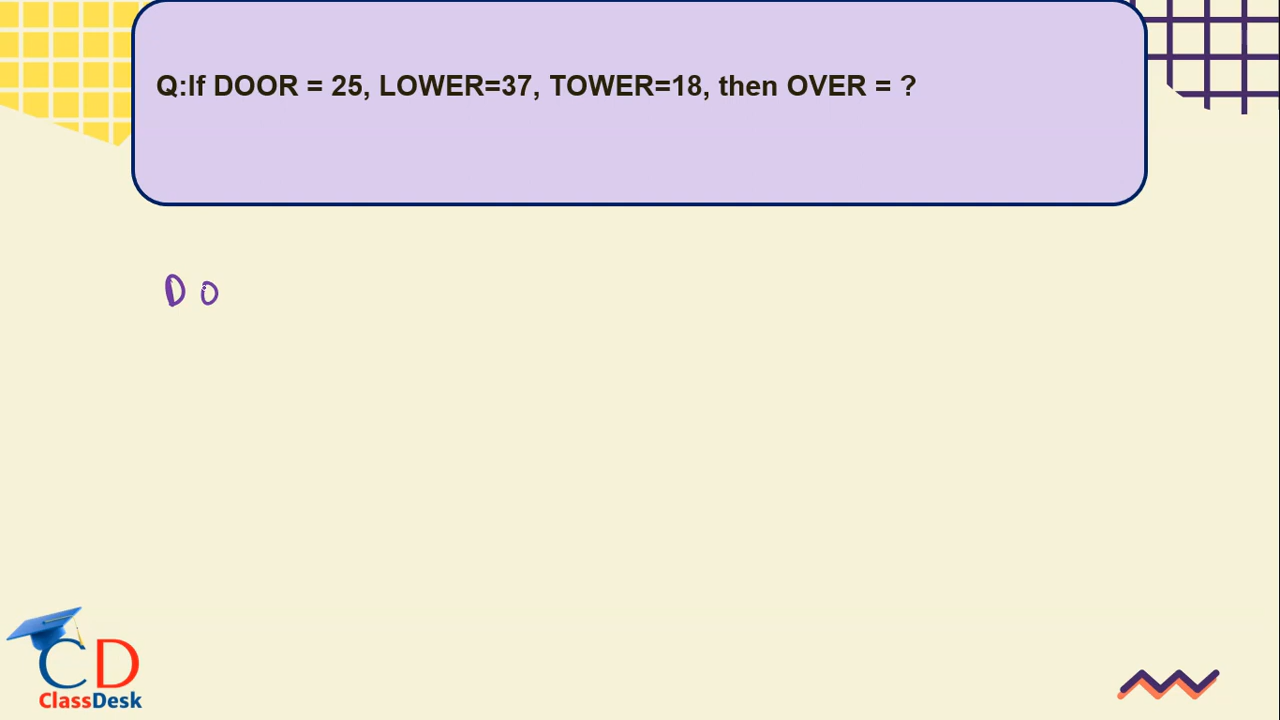 Q:If DOOR = 25, LOWER=37, TOWER=18, then OVER = ?
D O
CD
ClassDesk